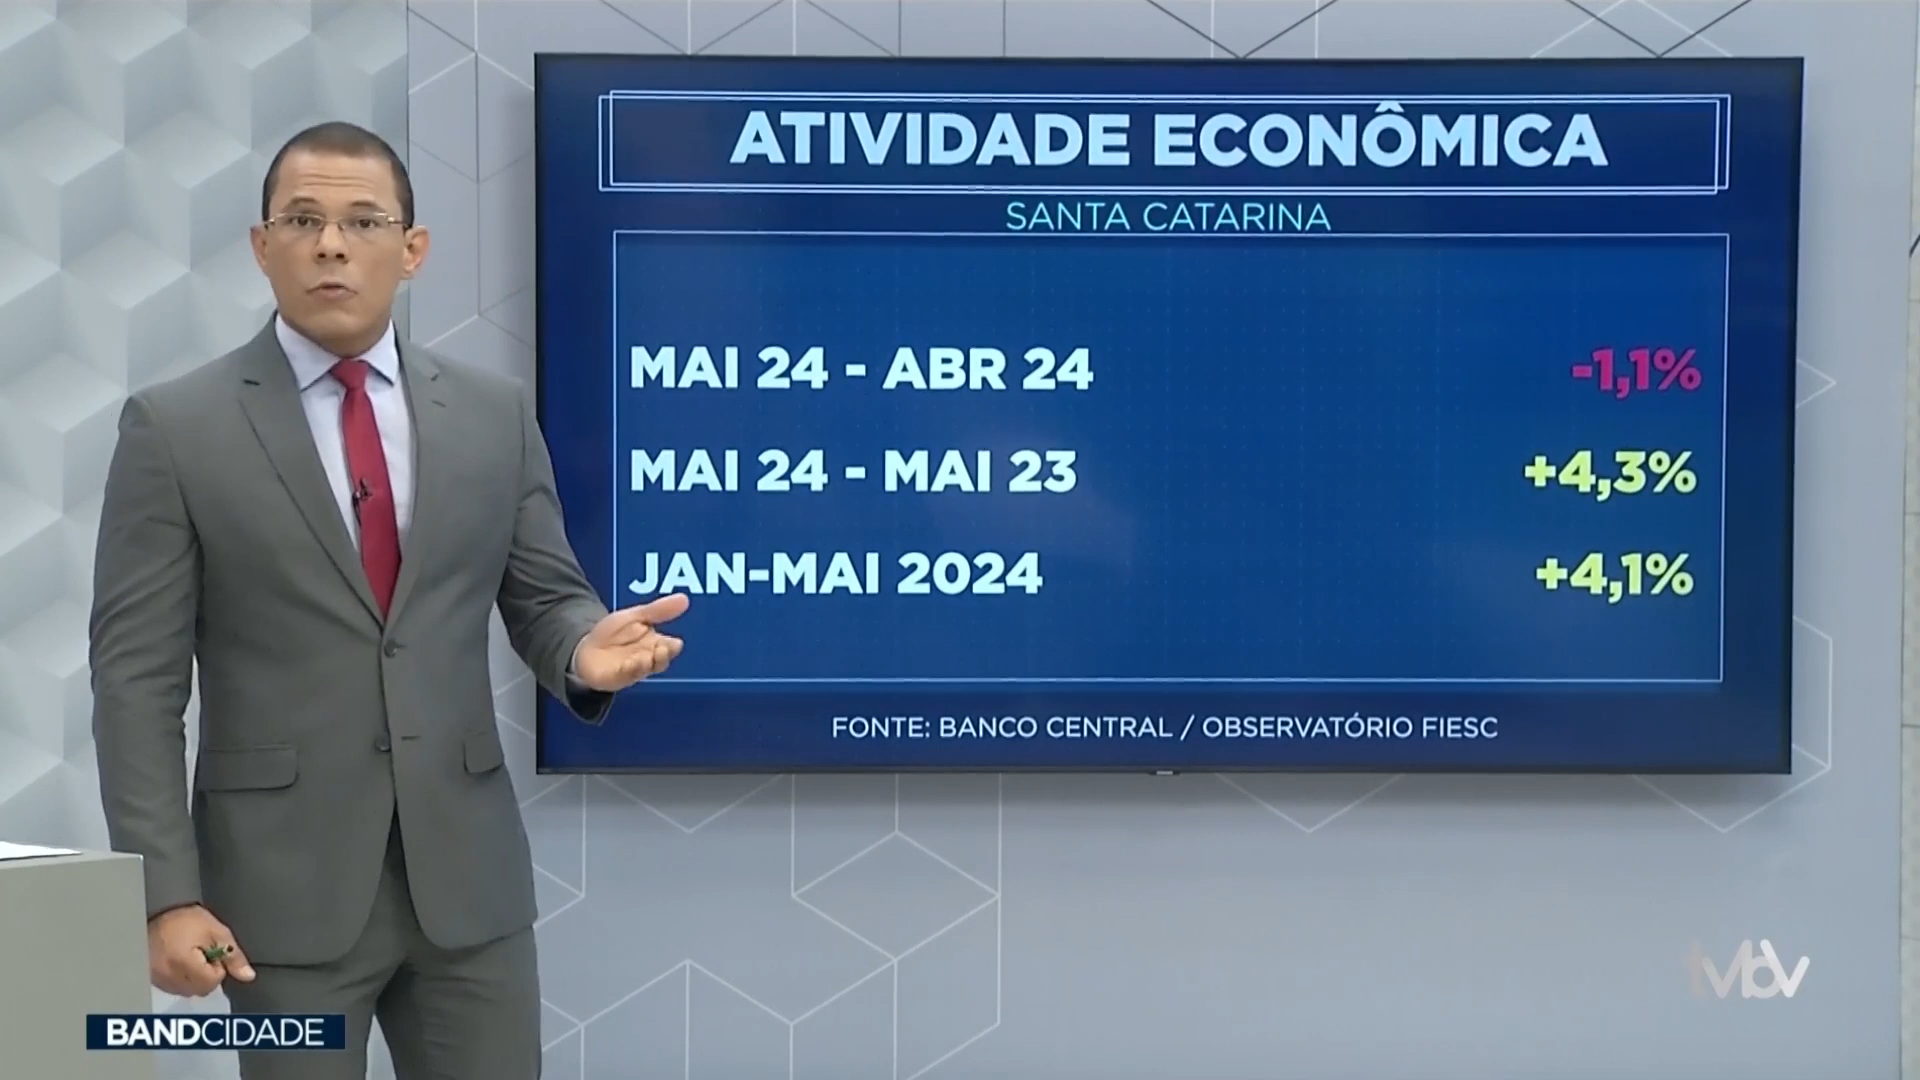 ATIVIDADE ECONÔMICA
SANTA CATARINA
MAI 24 - ABR 24 -1,1%
MAI 24 - MAI 23 +4,3%
JAN-MAI 2024 +4,1%
FONTE: BANCO CENTRAL / OBSERVATÓRIO FIESC
tvbv
BANDCIDADE